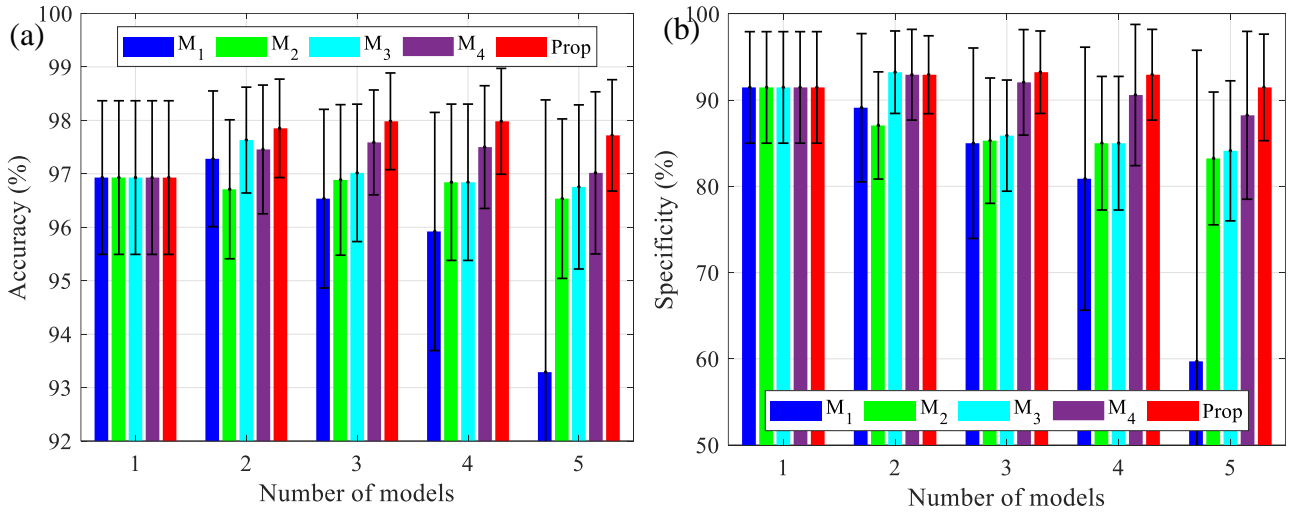 (a)
Accuracy (%)
100
99
98
97
96
95
94
93
92
M1 M2 M3 M4 Prop
1 2 3 4 5
Number of models
(b)
Specificity (%)
100
90
80
70
60
50
M1 M2 M3 M4 Prop
1 2 3 4 5
Number of models